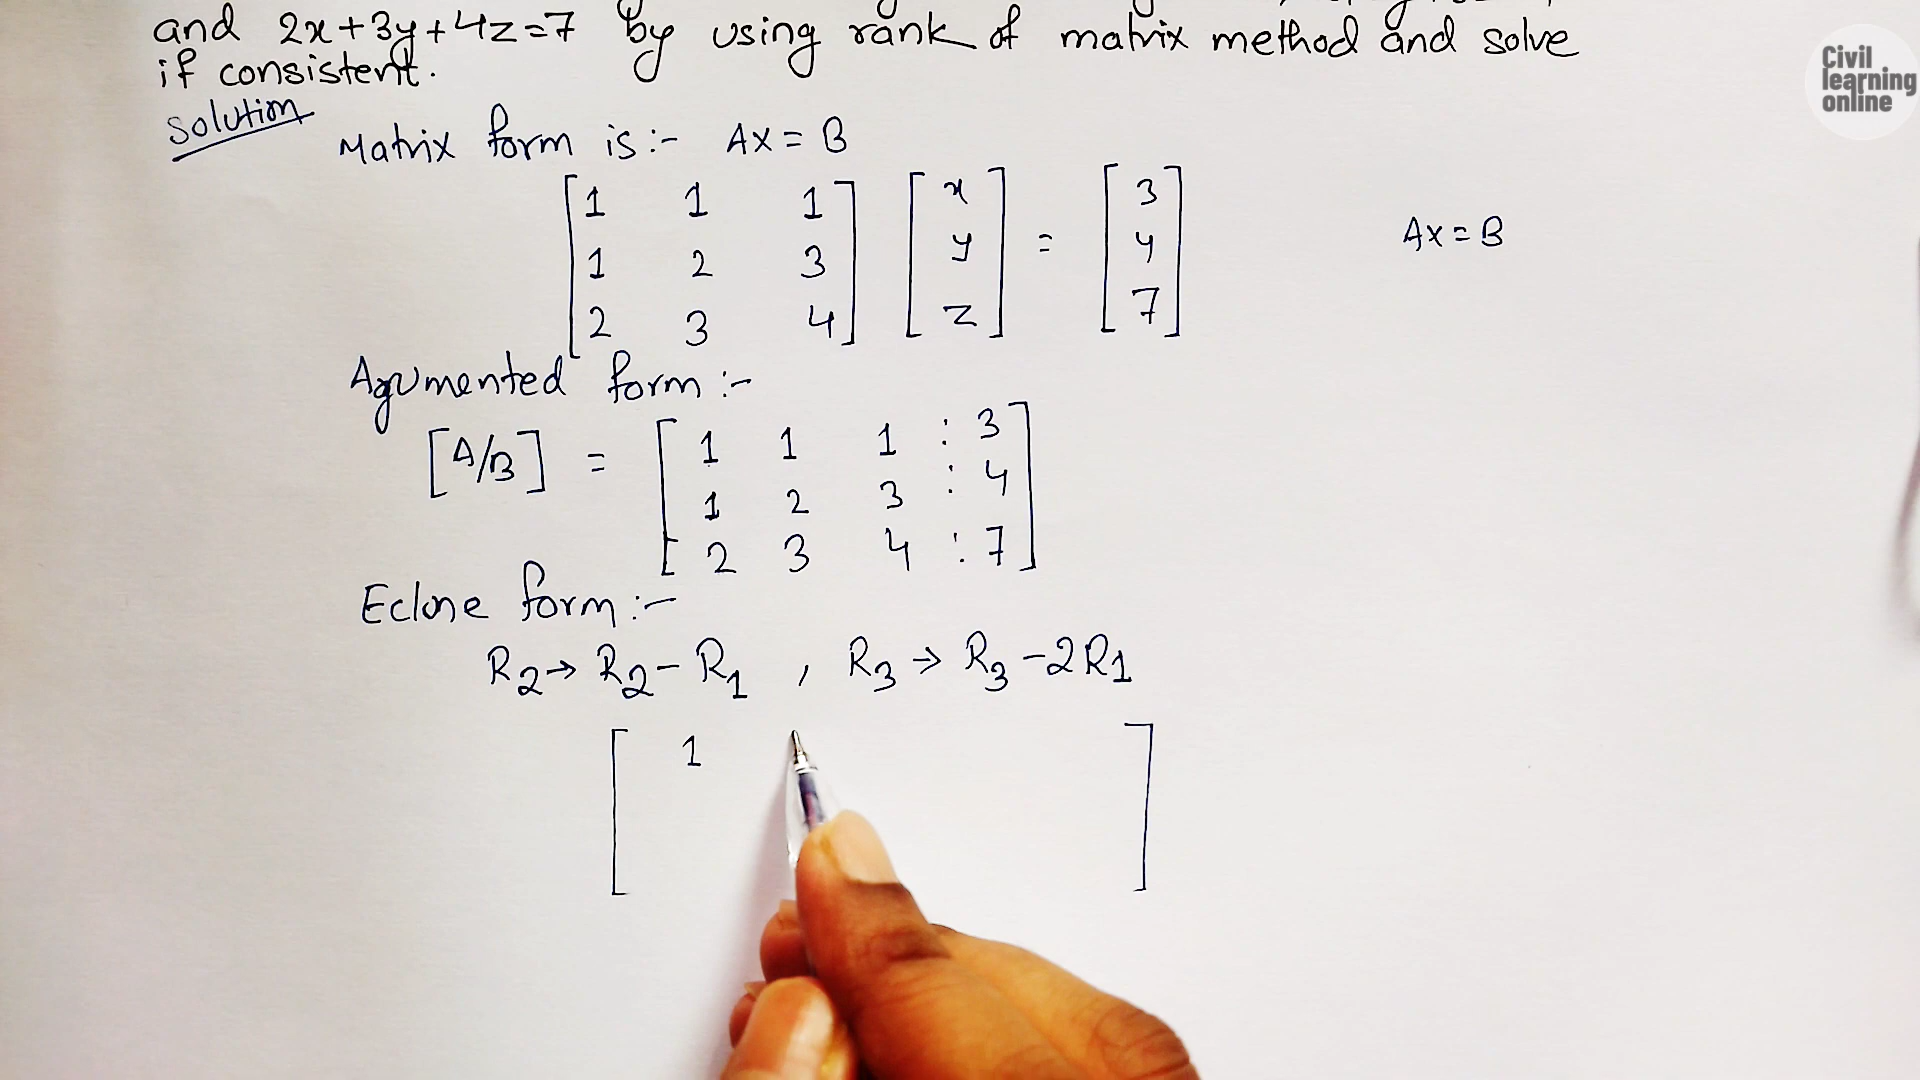 and 2x+3y+4z=7 by using rank of matrix method and solve
if consistent.
Civil
learning
online
solution
Matrix form is:- AX = B
[1 1 1] [x] = [3]
[1 2 3] [y] [4]
[2 3 4] [z] [7]
AX = B
Agumented form :-
[A/B] = [1 1 1 : 3]
[1 2 3 : 4]
[2 3 4 : 7]
Eclone form :-
R2→ R2- R1 , R3 → R3 -2R1
[ 1 ]